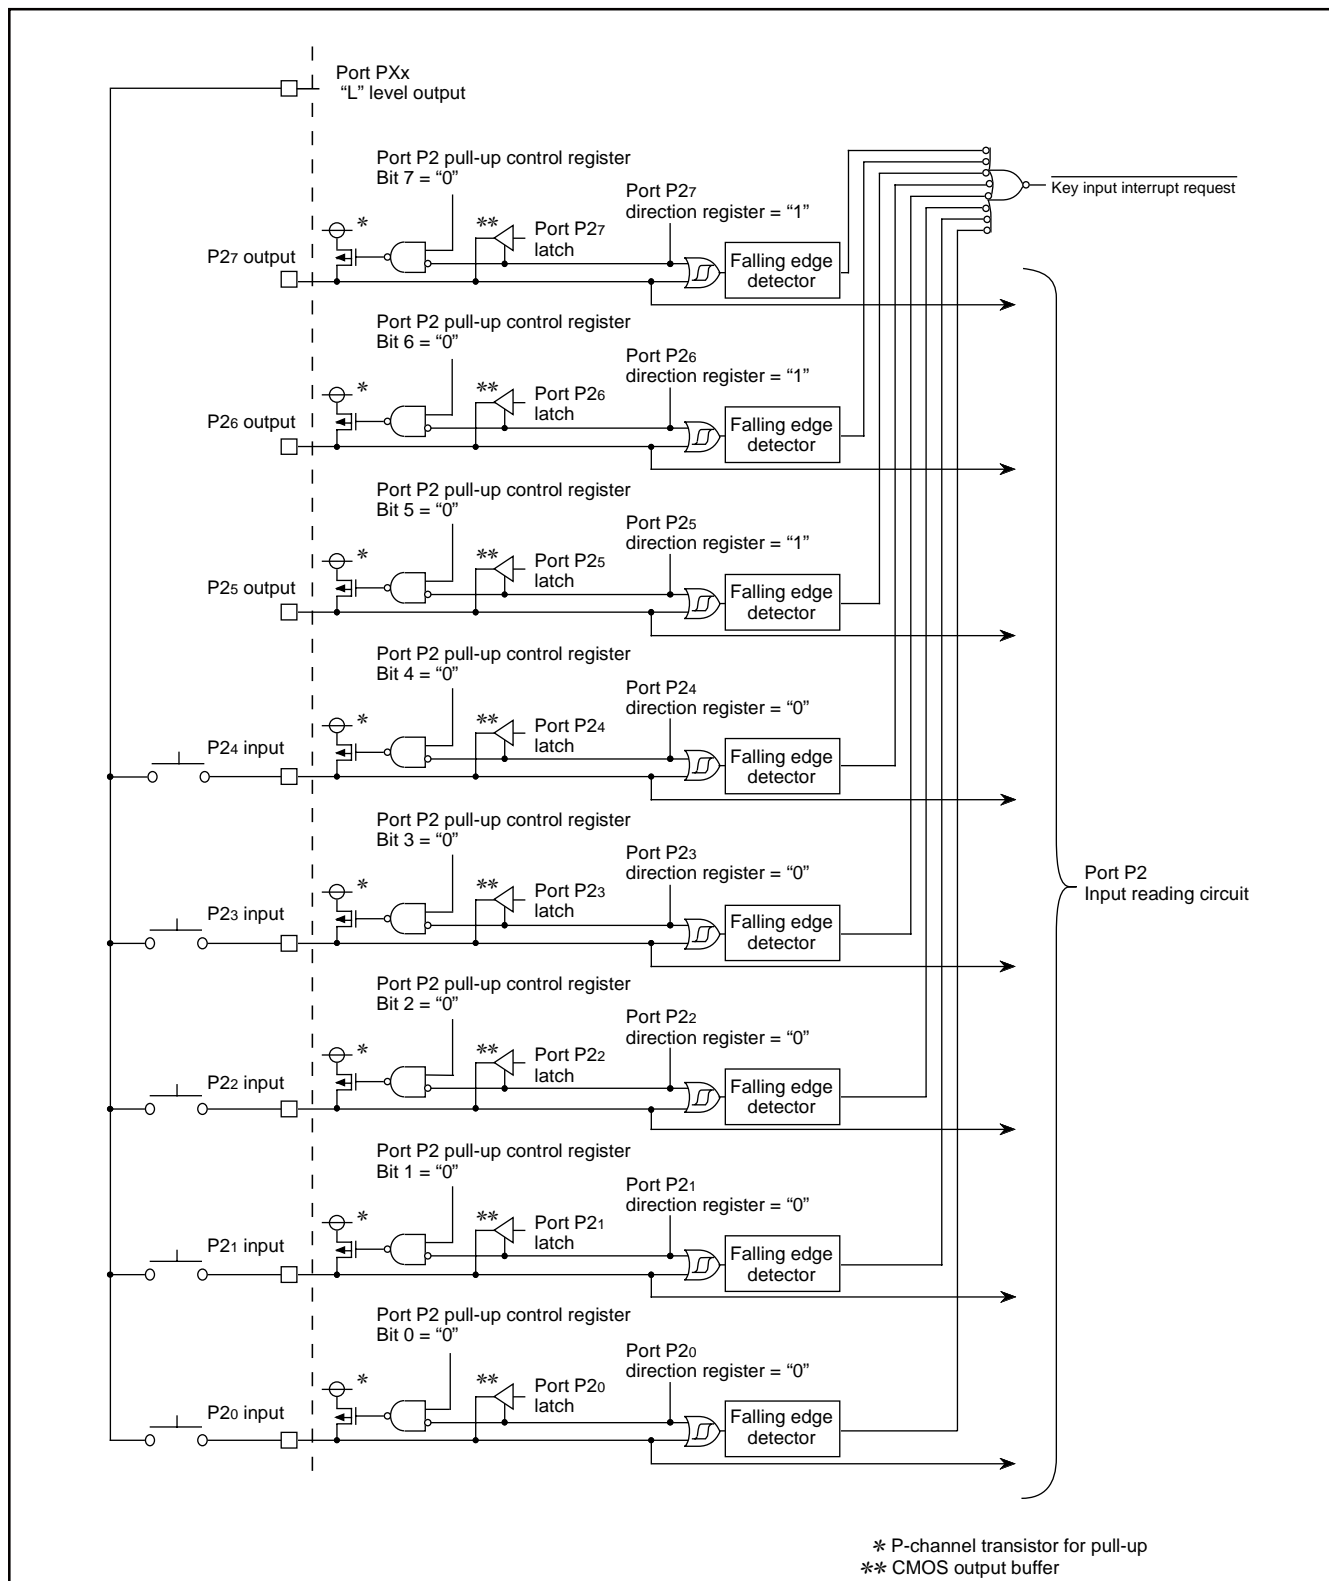 Port PXx
“L” level output
Port P2 pull-up control register
Bit 7 = “0”
Port P27
direction register = “1”
Key input interrupt request
*
**
Port P27
latch
P27 output
Falling edge
detector
Port P2 pull-up control register
Bit 6 = “0”
Port P26
direction register = “1”
*
**
Port P26
latch
P26 output
Falling edge
detector
Port P2 pull-up control register
Bit 5 = “0”
Port P25
direction register = “1”
*
**
Port P25
latch
P25 output
Falling edge
detector
Port P2 pull-up control register
Bit 4 = “0”
Port P24
direction register = “0”
*
**
Port P24
latch
P24 input
Falling edge
detector
Port P2 pull-up control register
Bit 3 = “0”
Port P23
direction register = “0”
*
**
Port P23
latch
P23 input
Falling edge
detector
Port P2
Input reading circuit
Port P2 pull-up control register
Bit 2 = “0”
Port P22
direction register = “0”
*
**
Port P22
latch
P22 input
Falling edge
detector
Port P2 pull-up control register
Bit 1 = “0”
Port P21
direction register = “0”
*
**
Port P21
latch
P21 input
Falling edge
detector
Port P2 pull-up control register
Bit 0 = “0”
Port P20
direction register = “0”
*
**
Port P20
latch
P20 input
Falling edge
detector
* P-channel transistor for pull-up
** CMOS output buffer